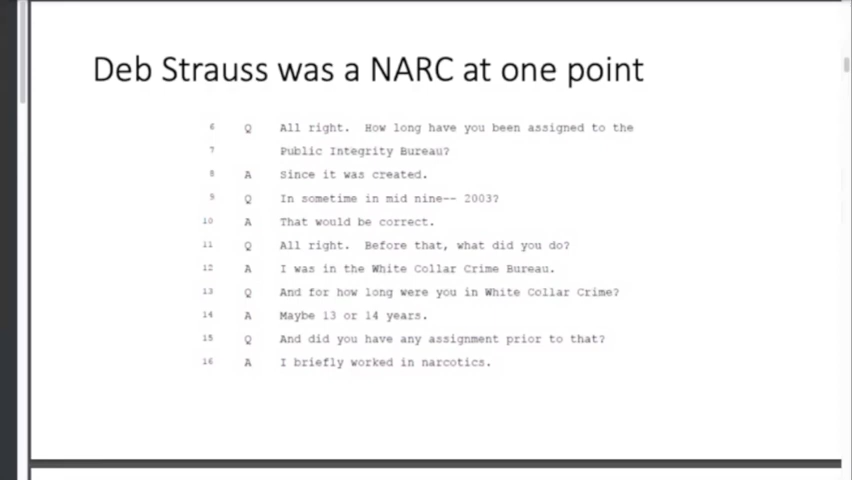 Deb Strauss was a NARC at one point
6 Q All right. How long have you been assigned to the
7 Public Integrity Bureau?
8 A Since it was created.
9 Q In sometime in mid nine-- 2003?
10 A That would be correct.
11 Q All right. Before that, what did you do?
12 A I was in the White Collar Crime Bureau.
13 Q And for how long were you in White Collar Crime?
14 A Maybe 13 or 14 years.
15 Q And did you have any assignment prior to that?
16 A I briefly worked in narcotics.